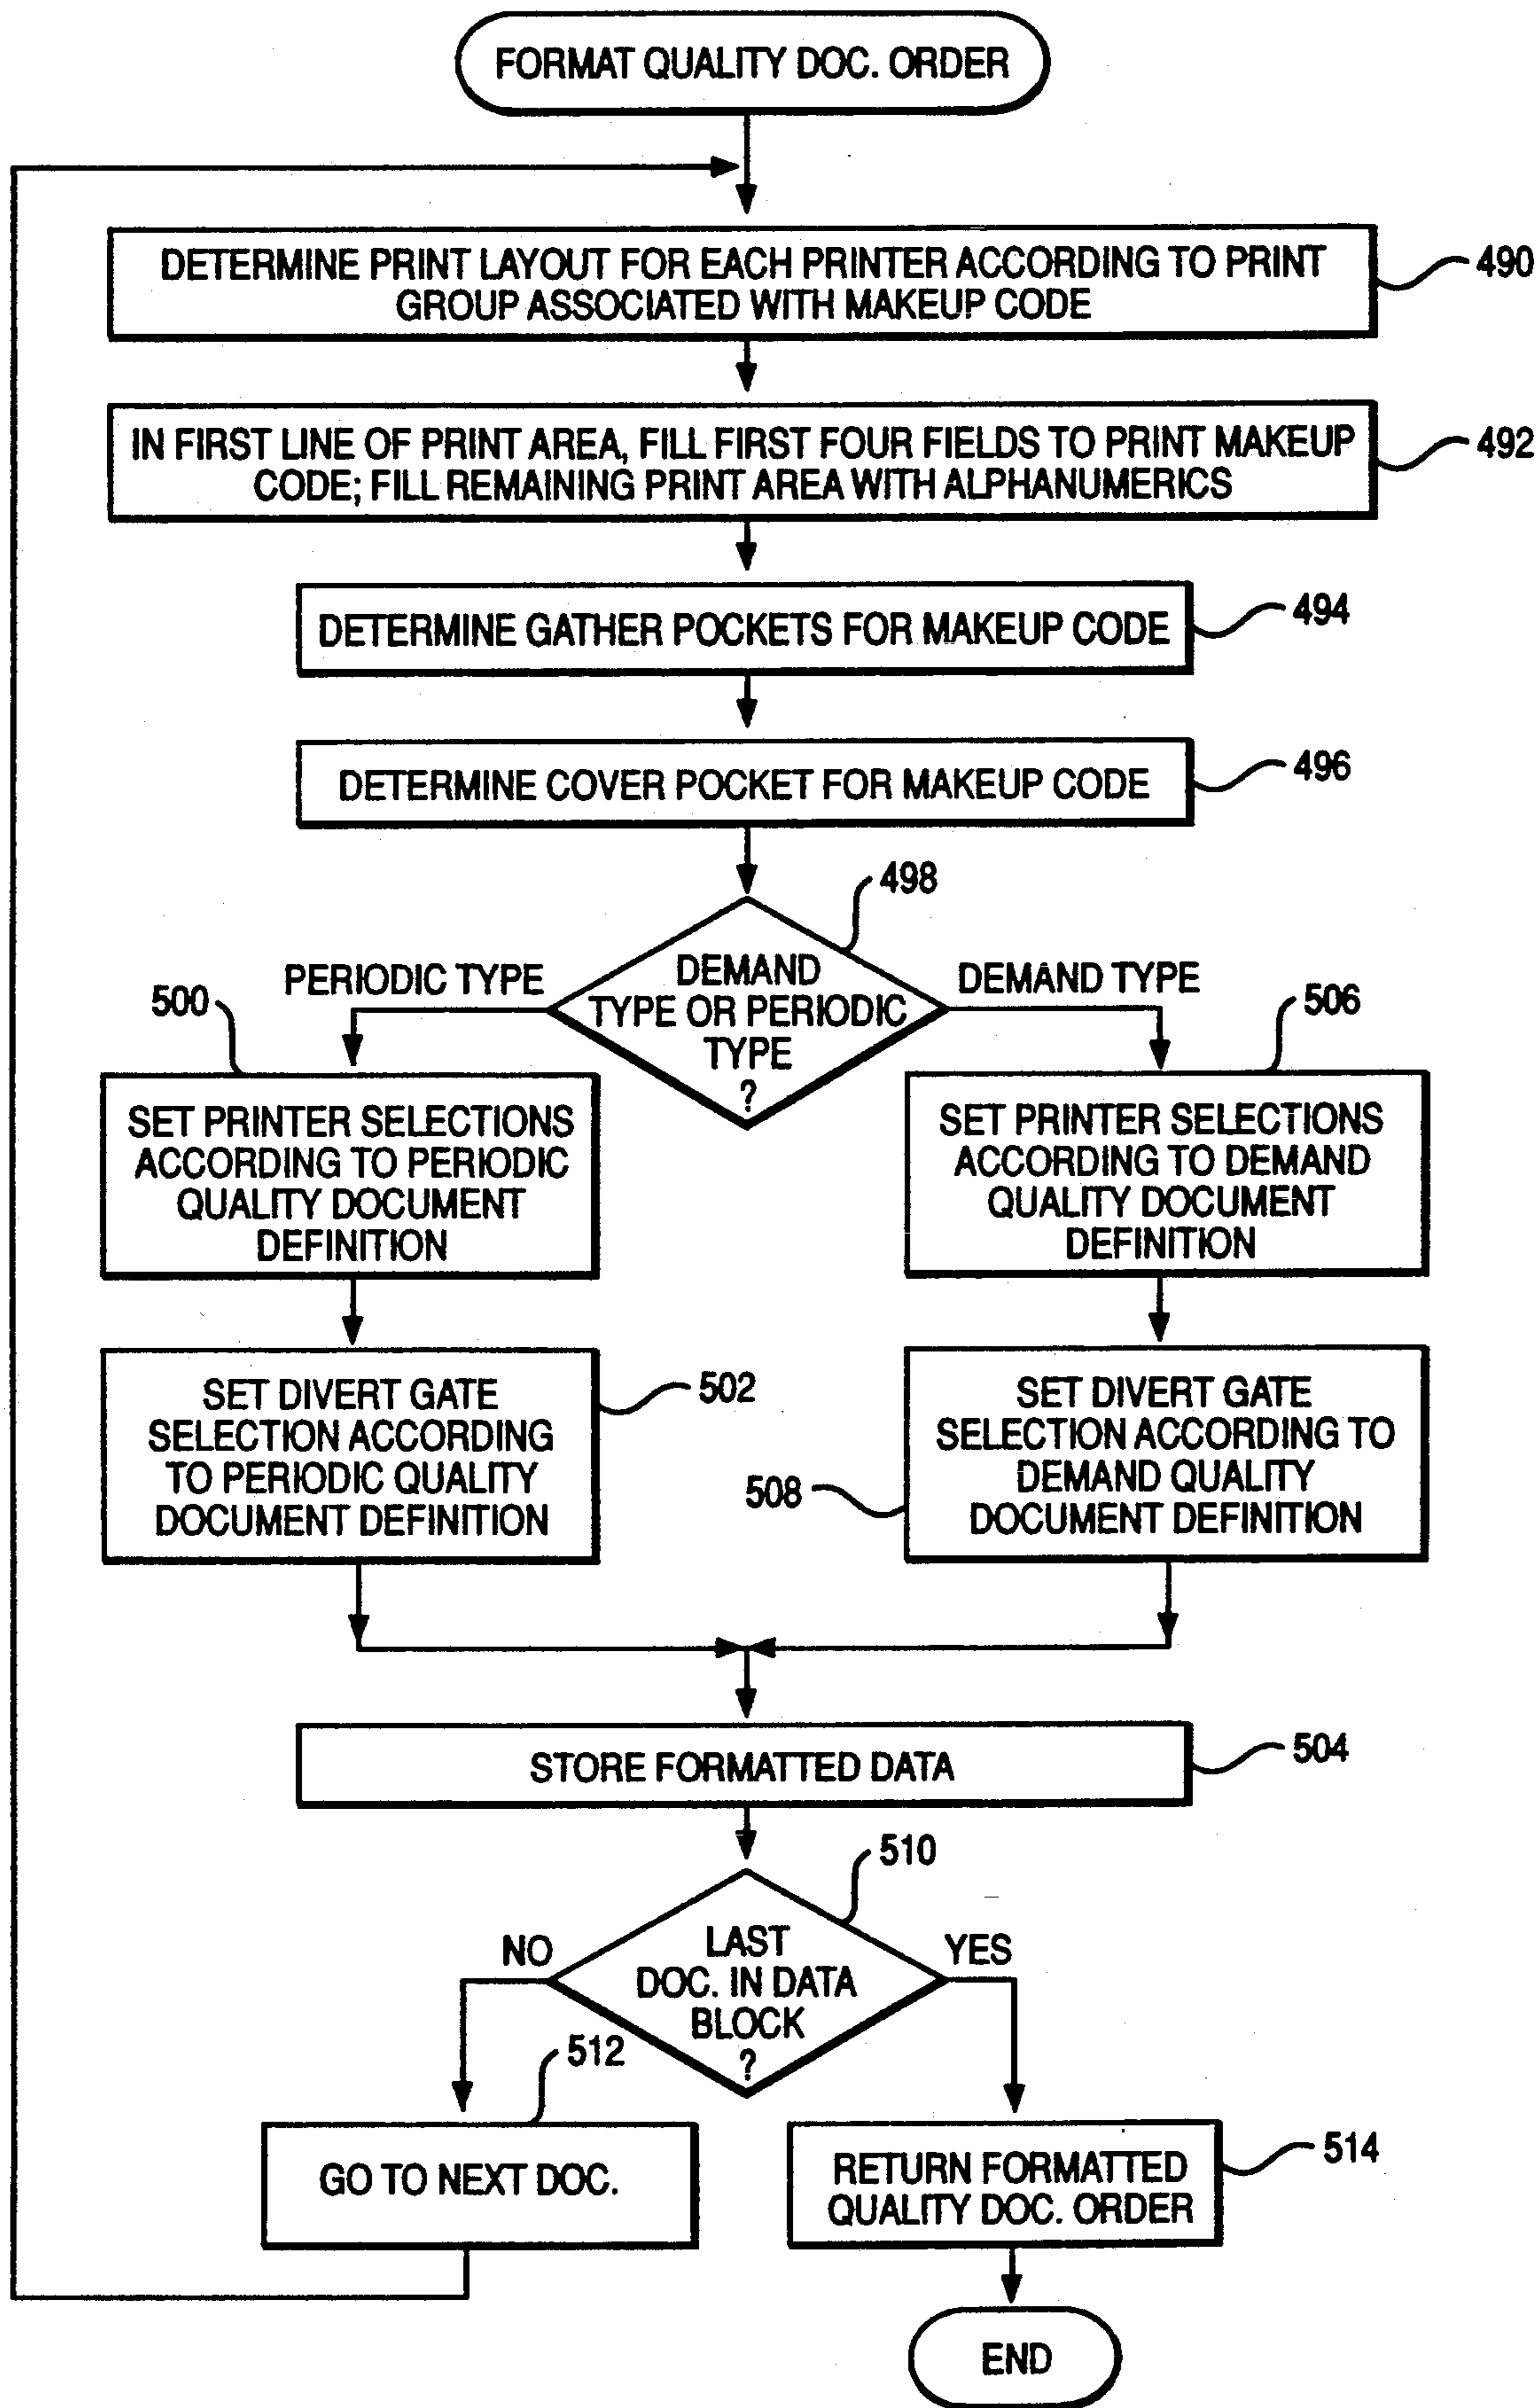 FORMAT QUALITY DOC. ORDER
DETERMINE PRINT LAYOUT FOR EACH PRINTER ACCORDING TO PRINT
GROUP ASSOCIATED WITH MAKEUP CODE
490
IN FIRST LINE OF PRINT AREA, FILL FIRST FOUR FIELDS TO PRINT MAKEUP
CODE; FILL REMAINING PRINT AREA WITH ALPHANUMERICS
492
DETERMINE GATHER POCKETS FOR MAKEUP CODE
494
DETERMINE COVER POCKET FOR MAKEUP CODE
496
498
DEMAND
TYPE OR PERIODIC
TYPE
?
PERIODIC TYPE
DEMAND TYPE
500
SET PRINTER SELECTIONS
ACCORDING TO PERIODIC
QUALITY DOCUMENT
DEFINITION
506
SET PRINTER SELECTIONS
ACCORDING TO DEMAND
QUALITY DOCUMENT
DEFINITION
SET DIVERT GATE
SELECTION ACCORDING
TO PERIODIC QUALITY
DOCUMENT DEFINITION
502
SET DIVERT GATE
SELECTION ACCORDING TO
DEMAND QUALITY
DOCUMENT DEFINITION
508
STORE FORMATTED DATA
504
510
LAST
DOC. IN DATA
BLOCK
?
NO
YES
512
GO TO NEXT DOC.
RETURN FORMATTED
QUALITY DOC. ORDER
514
END